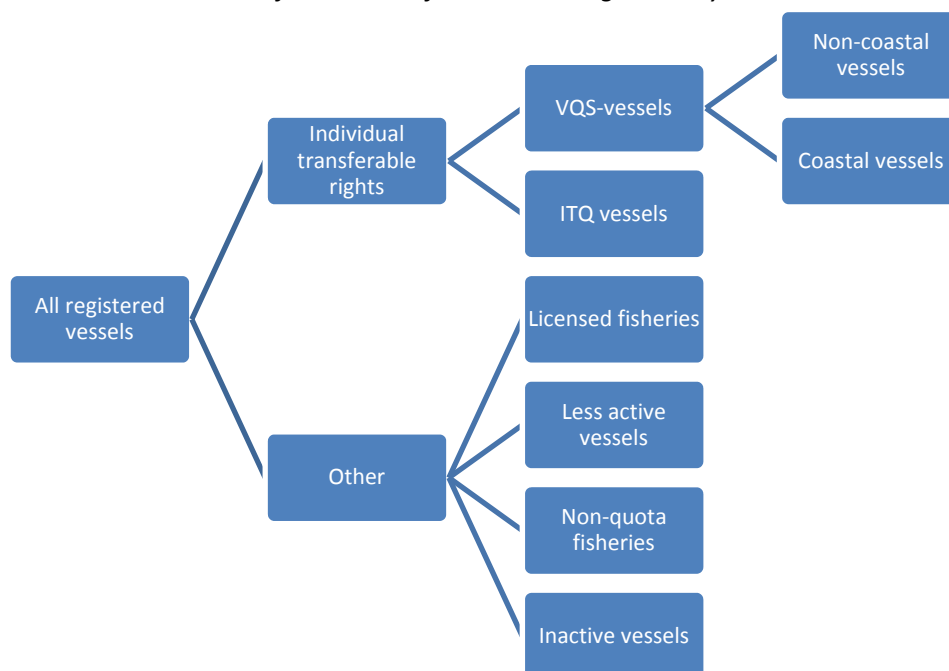 Non-coastal
vessels
VQS-vessels
Individual
transferable
rights
Coastal vessels
ITQ vessels
All registered
vessels
Licensed fisheries
Less active
vessels
Other
Non-quota
fisheries
Inactive vessels